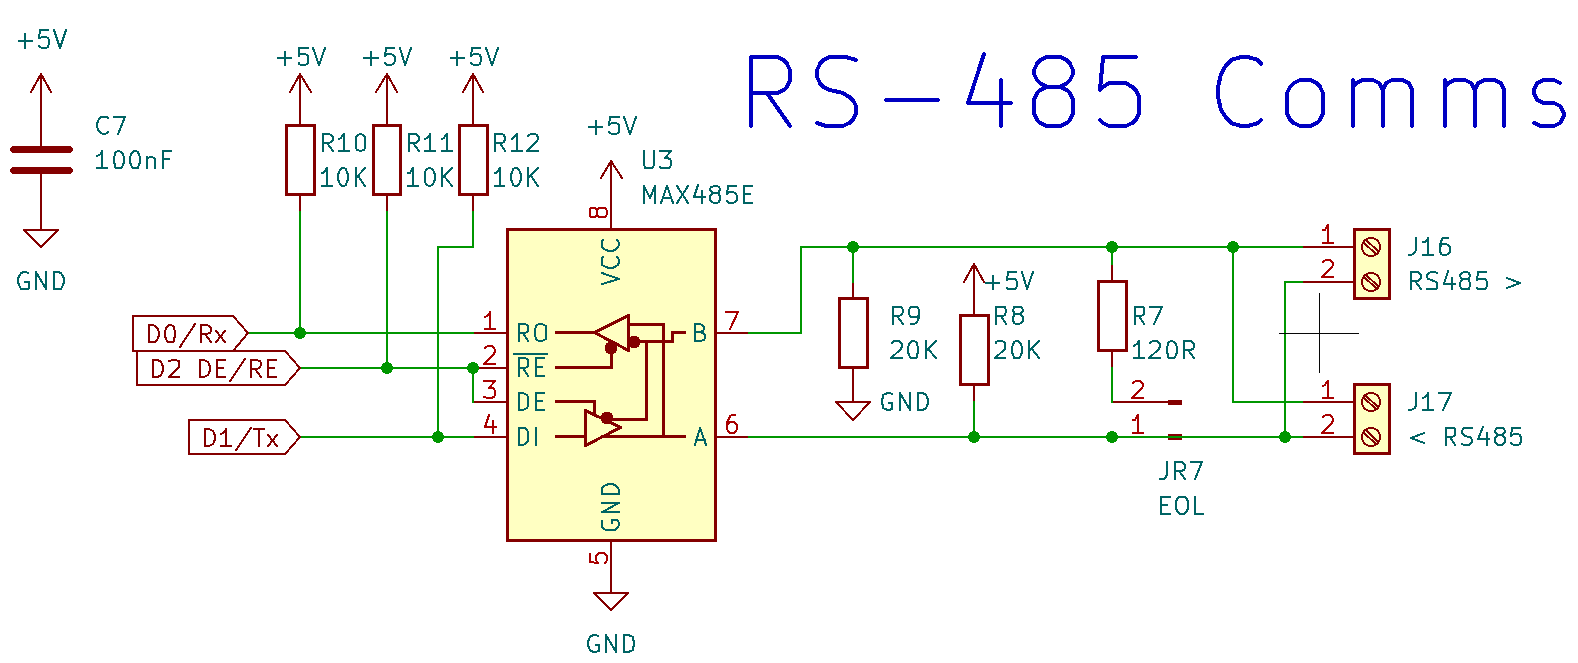 RS-485 Comms
+5V
C7
100nF
GND
+5V
R10
10K
+5V
R11
10K
+5V
R12
10K
+5V
U3
MAX485E
8
VCC
D0/Rx
D2 DE/RE
D1/Tx
1
RO
2
RE
3
DE
4
DI
B
7
A
6
GND
5
GND
R9
20K
GND
+5V
R8
20K
R7
120R
2
1
JR7
EOL
1
2
J16
RS485 >
1
2
J17
< RS485